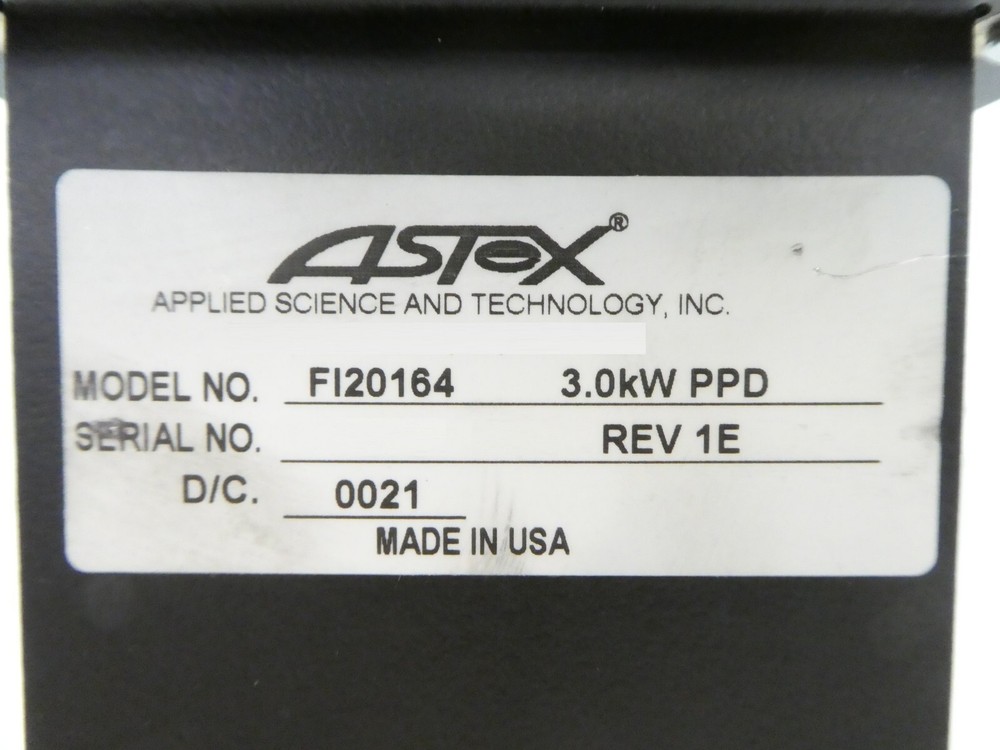 ASTeX®
APPLIED SCIENCE AND TECHNOLOGY, INC.
MODEL NO. FI20164 3.0kW PPD
SERIAL NO. REV 1E
D/C. 0021
MADE IN USA